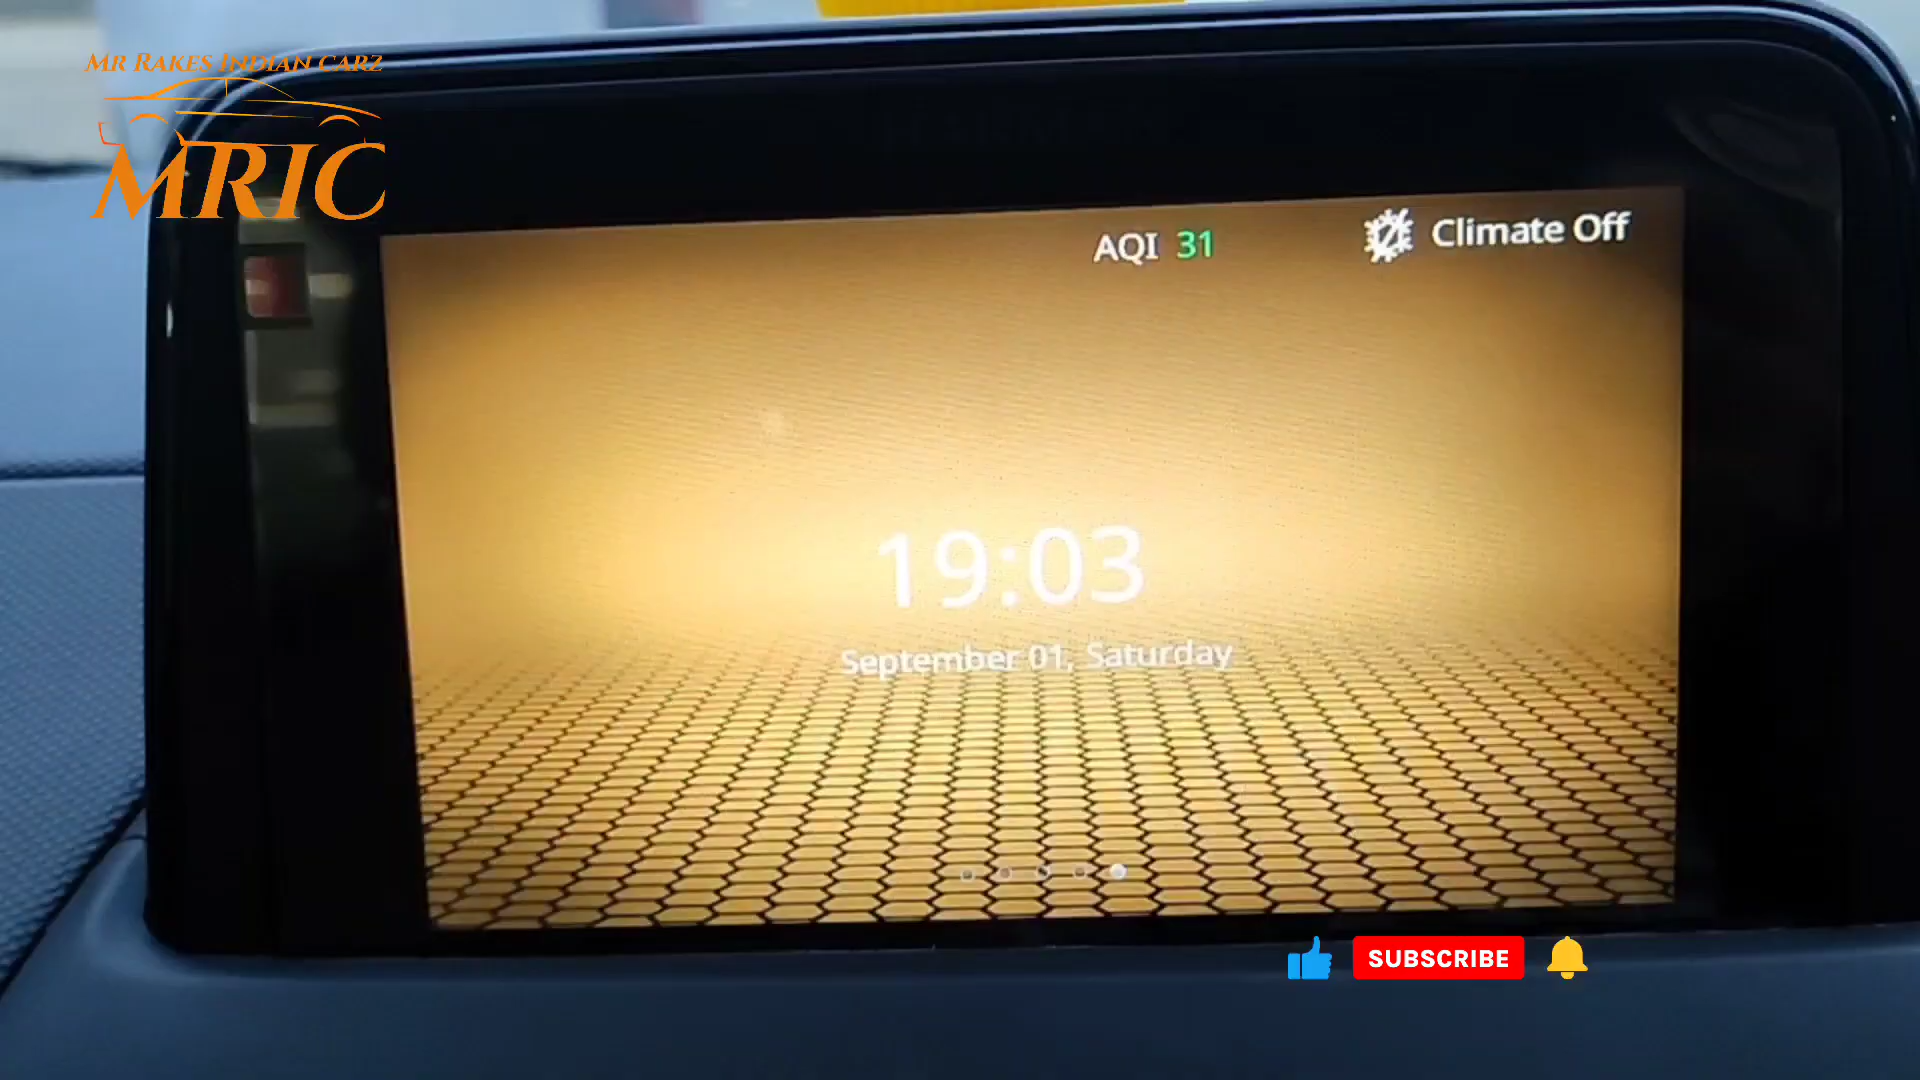 MR RAKES INDIAN CARZ
MRIC
AQI 31
Climate Off
19:03
September 01, Saturday
SUBSCRIBE